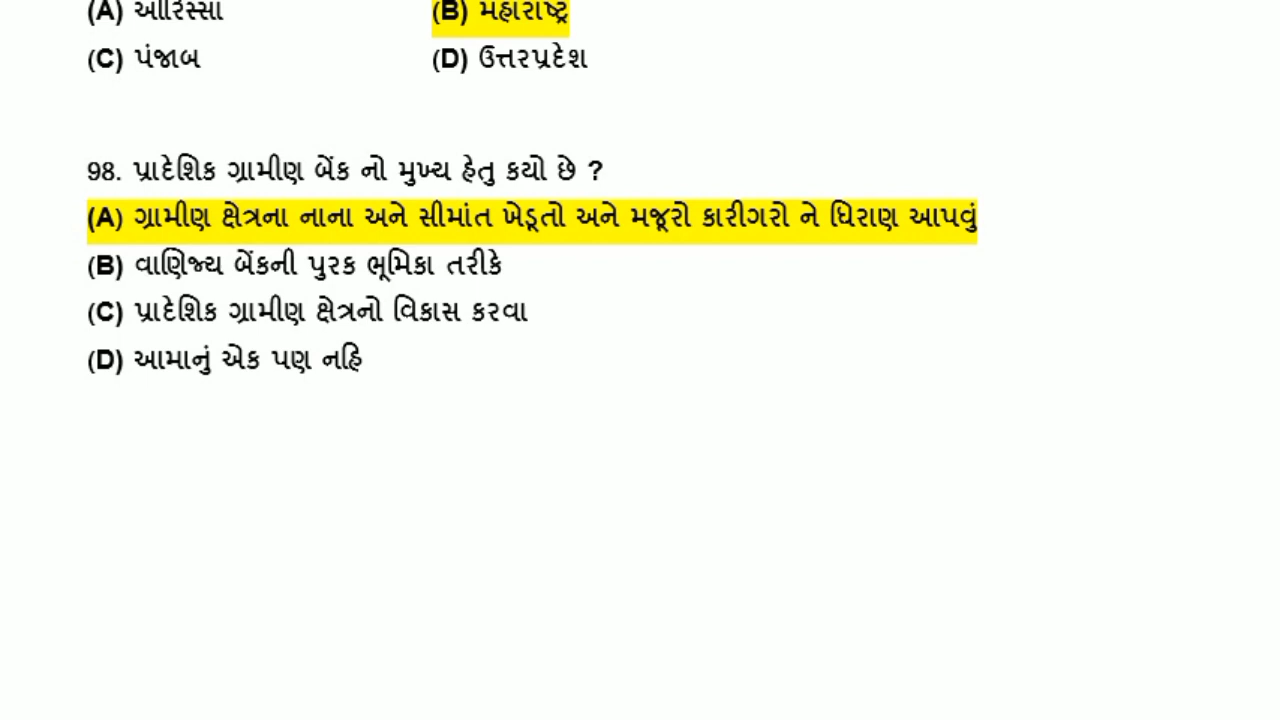 (A) ઓરિસ્સા (B) મહારાષ્ટ્ર
(C) પંજાબ (D) ઉત્તરપ્રદેશ
98. પ્રાદેશિક ગ્રામીણ બેંક નો મુખ્ય હેતુ કયો છે ?
(A) ગ્રામીણ ક્ષેત્રના નાના અને સીમાંત ખેડૂતો અને મજૂરો કારીગરો ને ધિરાણ આપવું
(B) વાણિજ્ય બેંકની પુરક ભૂમિકા તરીકે
(C) પ્રાદેશિક ગ્રામીણ ક્ષેત્રનો વિકાસ કરવા
(D) આમાનું એક પણ નહિ